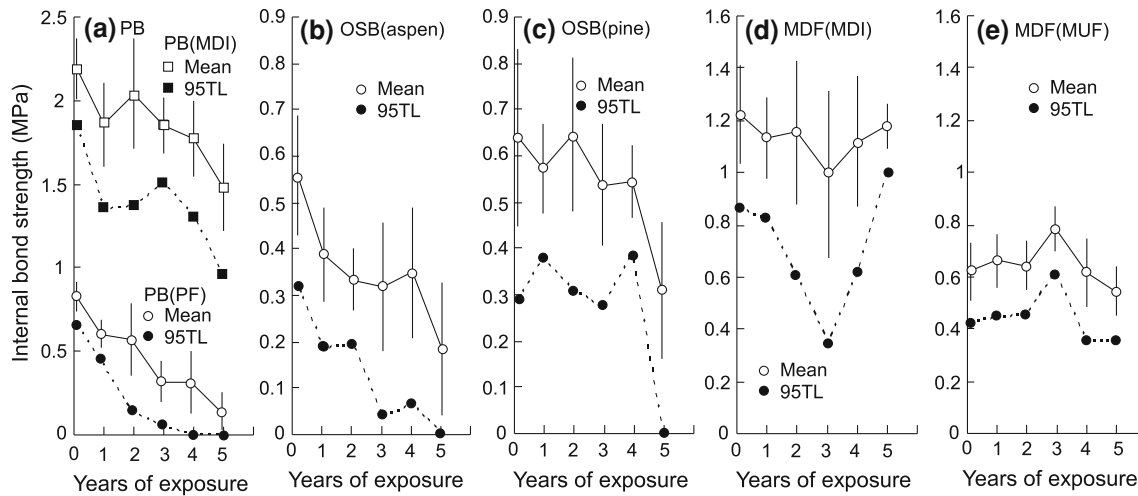 Internal bond strength (MPa)
(a) PB
PB(MDI)
Mean
95TL
PB(PF)
Mean
95TL
2.5
2
1.5
1
0.5
0
0 1 2 3 4 5
Years of exposure
(b) OSB(aspen)
Mean
95TL
0.9
0.8
0.7
0.6
0.5
0.4
0.3
0.2
0.1
0
0 1 2 3 4 5
Years of exposure
(c) OSB(pine)
Mean
95TL
0.9
0.8
0.7
0.6
0.5
0.4
0.3
0.2
0.1
0
0 1 2 3 4 5
Years of exposure
(d) MDF(MDI)
1.6
1.4
1.2
1
0.8
0.6
0.4
0.2
0
Mean
95TL
0 1 2 3 4 5
Years of exposure
(e) MDF(MUF)
Mean
95TL
1.6
1.4
1.2
1
0.8
0.6
0.4
0.2
0
0 1 2 3 4 5
Years of exposure